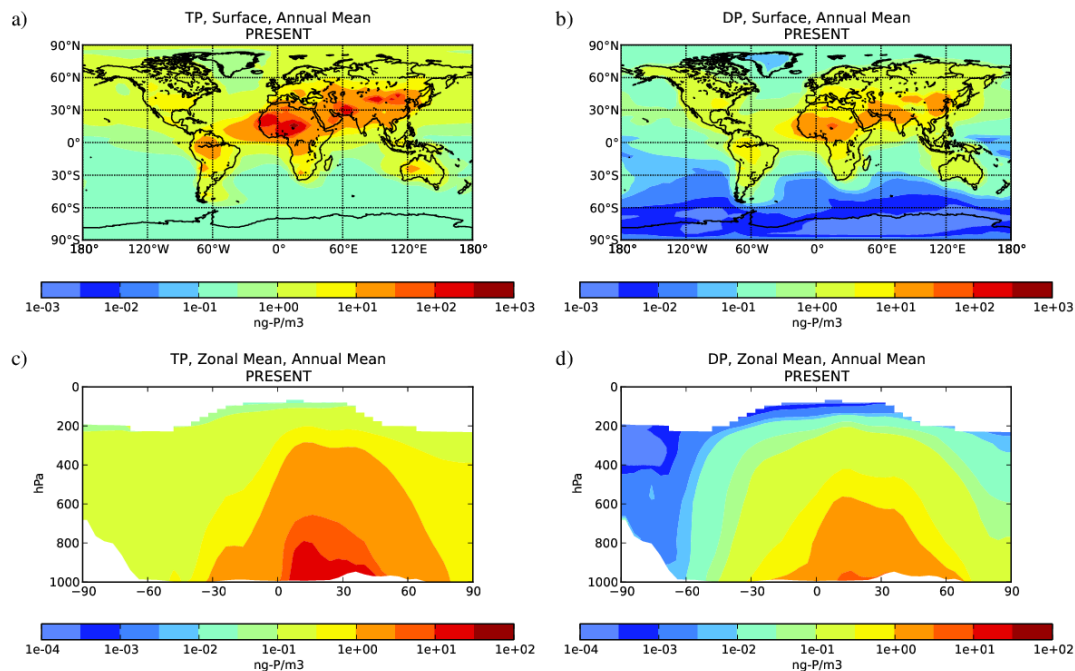 a)
TP, Surface, Annual Mean
PRESENT
90°N
60°N
30°N
0°
30°S
60°S
90°S
180° 120°W 60°W 0° 60°E 120°E 180°
1e-03 1e-02 1e-01 1e+00 1e+01 1e+02 1e+03
ng-P/m3
b)
DP, Surface, Annual Mean
PRESENT
90°N
60°N
30°N
0°
30°S
60°S
90°S
180° 120°W 60°W 0° 60°E 120°E 180°
1e-03 1e-02 1e-01 1e+00 1e+01 1e+02 1e+03
ng-P/m3
c)
TP, Zonal Mean, Annual Mean
PRESENT
0
200
400
600
800
1000
hPa
−90 −60 −30 0 30 60 90
1e-04 1e-03 1e-02 1e-01 1e+00 1e+01 1e+02
ng-P/m3
d)
DP, Zonal Mean, Annual Mean
PRESENT
0
200
400
600
800
1000
hPa
−90 −60 −30 0 30 60 90
1e-04 1e-03 1e-02 1e-01 1e+00 1e+01 1e+02
ng-P/m3